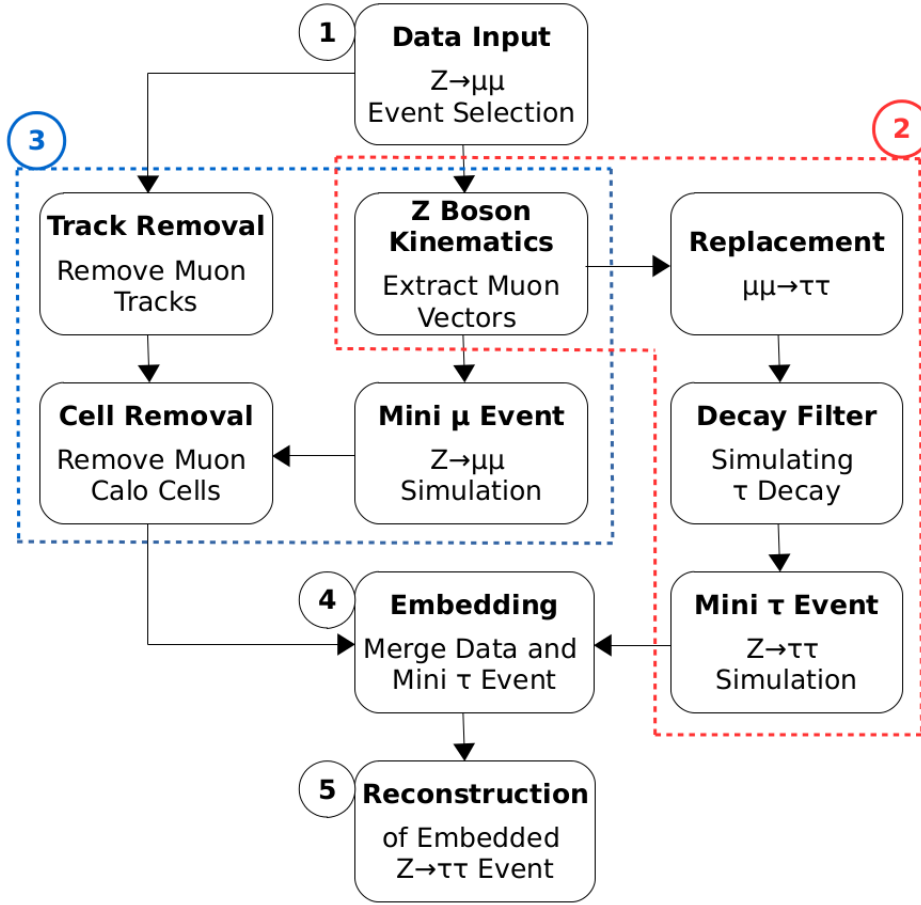 1
Data Input
Z→μμ
Event Selection
2
3
Track Removal
Remove Muon
Tracks
Z Boson
Kinematics
Extract Muon
Vectors
Replacement
μμ→ττ
Cell Removal
Remove Muon
Calo Cells
Mini μ Event
Z→μμ
Simulation
Decay Filter
Simulating
τ Decay
4
Embedding
Merge Data and
Mini τ Event
Mini τ Event
Z→ττ
Simulation
5
Reconstruction
of Embedded
Z→ττ Event